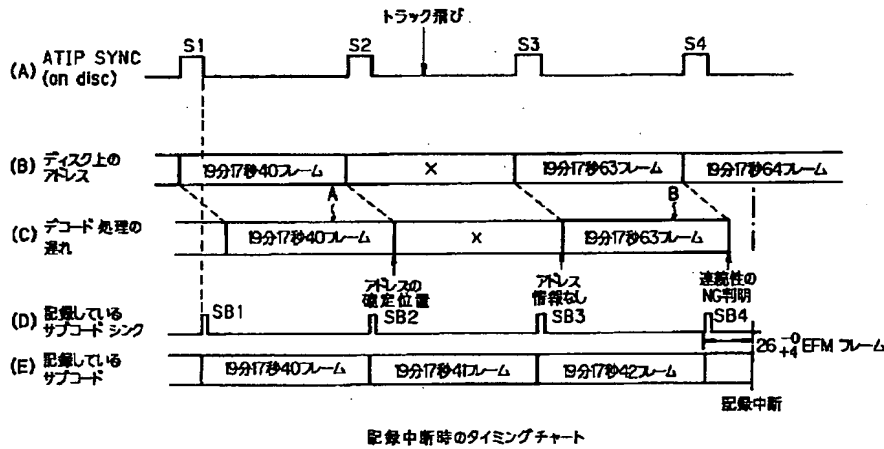 トラック飛び
S1 S2 S3 S4
(A) ATIP SYNC
(on disc)
(B) ディスク上の
アドレス
19分17秒40フレーム × 19分17秒63フレーム 19分17秒64フレーム
A B
(C) デコード処理の
遅れ
19分17秒40フレーム × 19分17秒63フレーム
アドレスの
確定位置
アドレス
情報なし
連続性の
NG判明
(D) 記録している
サブコード シンク
SB1 SB2 SB3 SB4
26 -0 +4 EFMフレーム
(E) 記録している
サブコード
19分17秒40フレーム 19分17秒41フレーム 19分17秒42フレーム
記録中断
記録中断時のタイミングチャート